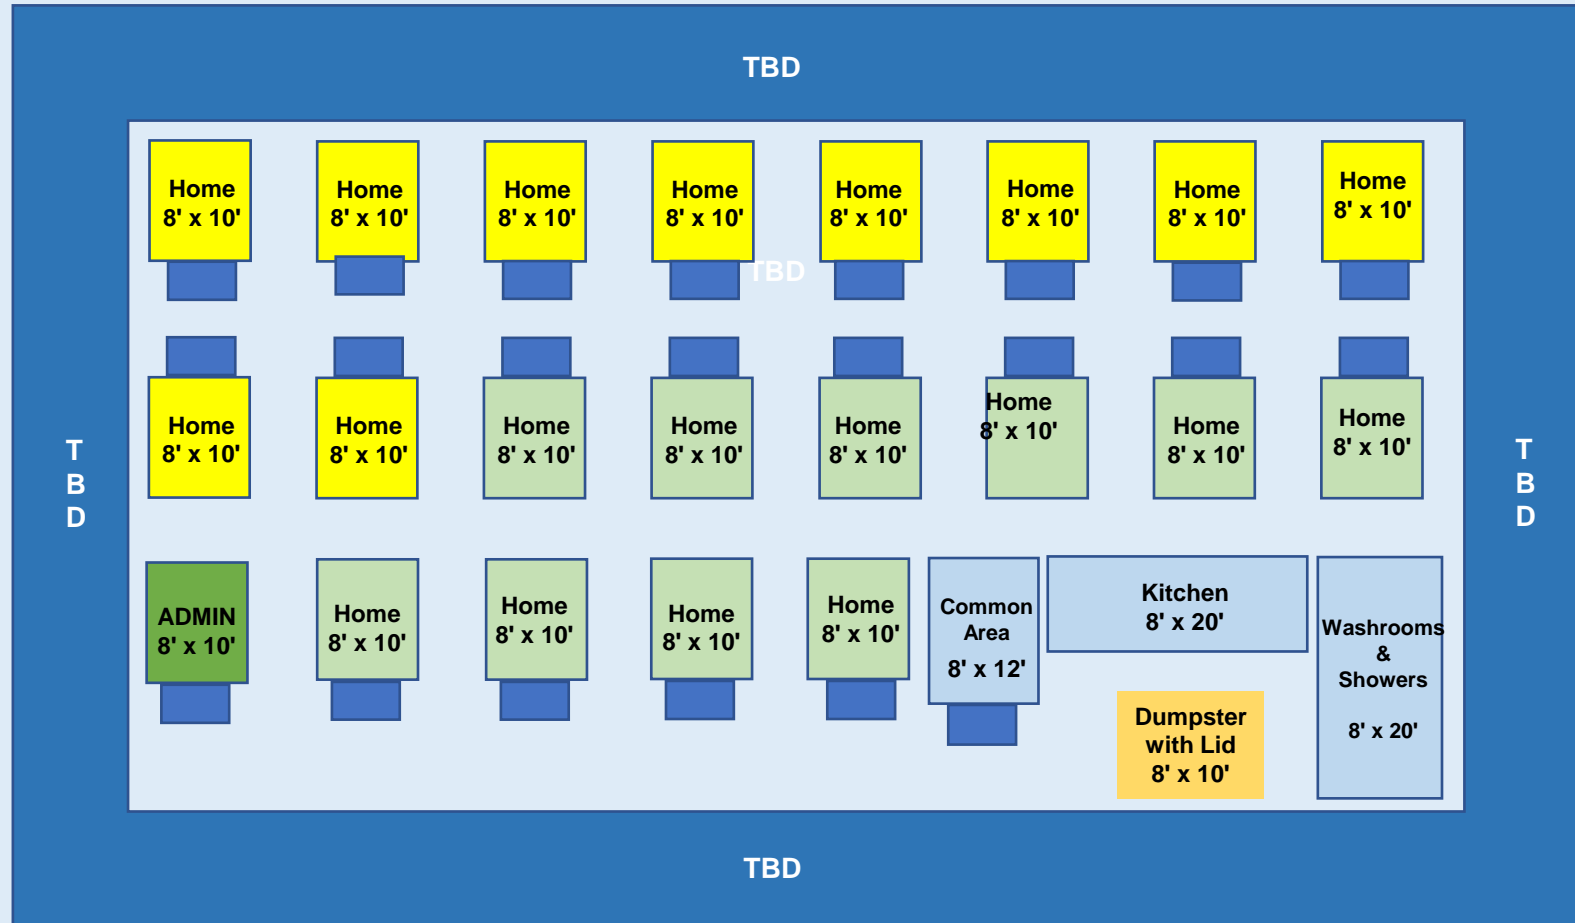 TBD
Home
8' x 10'
Home
8' x 10'
Home
8' x 10'
Home
8' x 10'
Home
8' x 10'
Home
8' x 10'
Home
8' x 10'
Home
8' x 10'
TBD
Home
8' x 10'
Home
8' x 10'
Home
8' x 10'
Home
8' x 10'
Home
8' x 10'
Home
8' x 10'
Home
8' x 10'
Home
8' x 10'
T
B
D
T
B
D
ADMIN
8' x 10'
Home
8' x 10'
Home
8' x 10'
Home
8' x 10'
Home
8' x 10'
Common
Area
8' x 12'
Kitchen
8' x 20'
Washrooms
&
Showers
8' x 20'
Dumpster
with Lid
8' x 10'
TBD